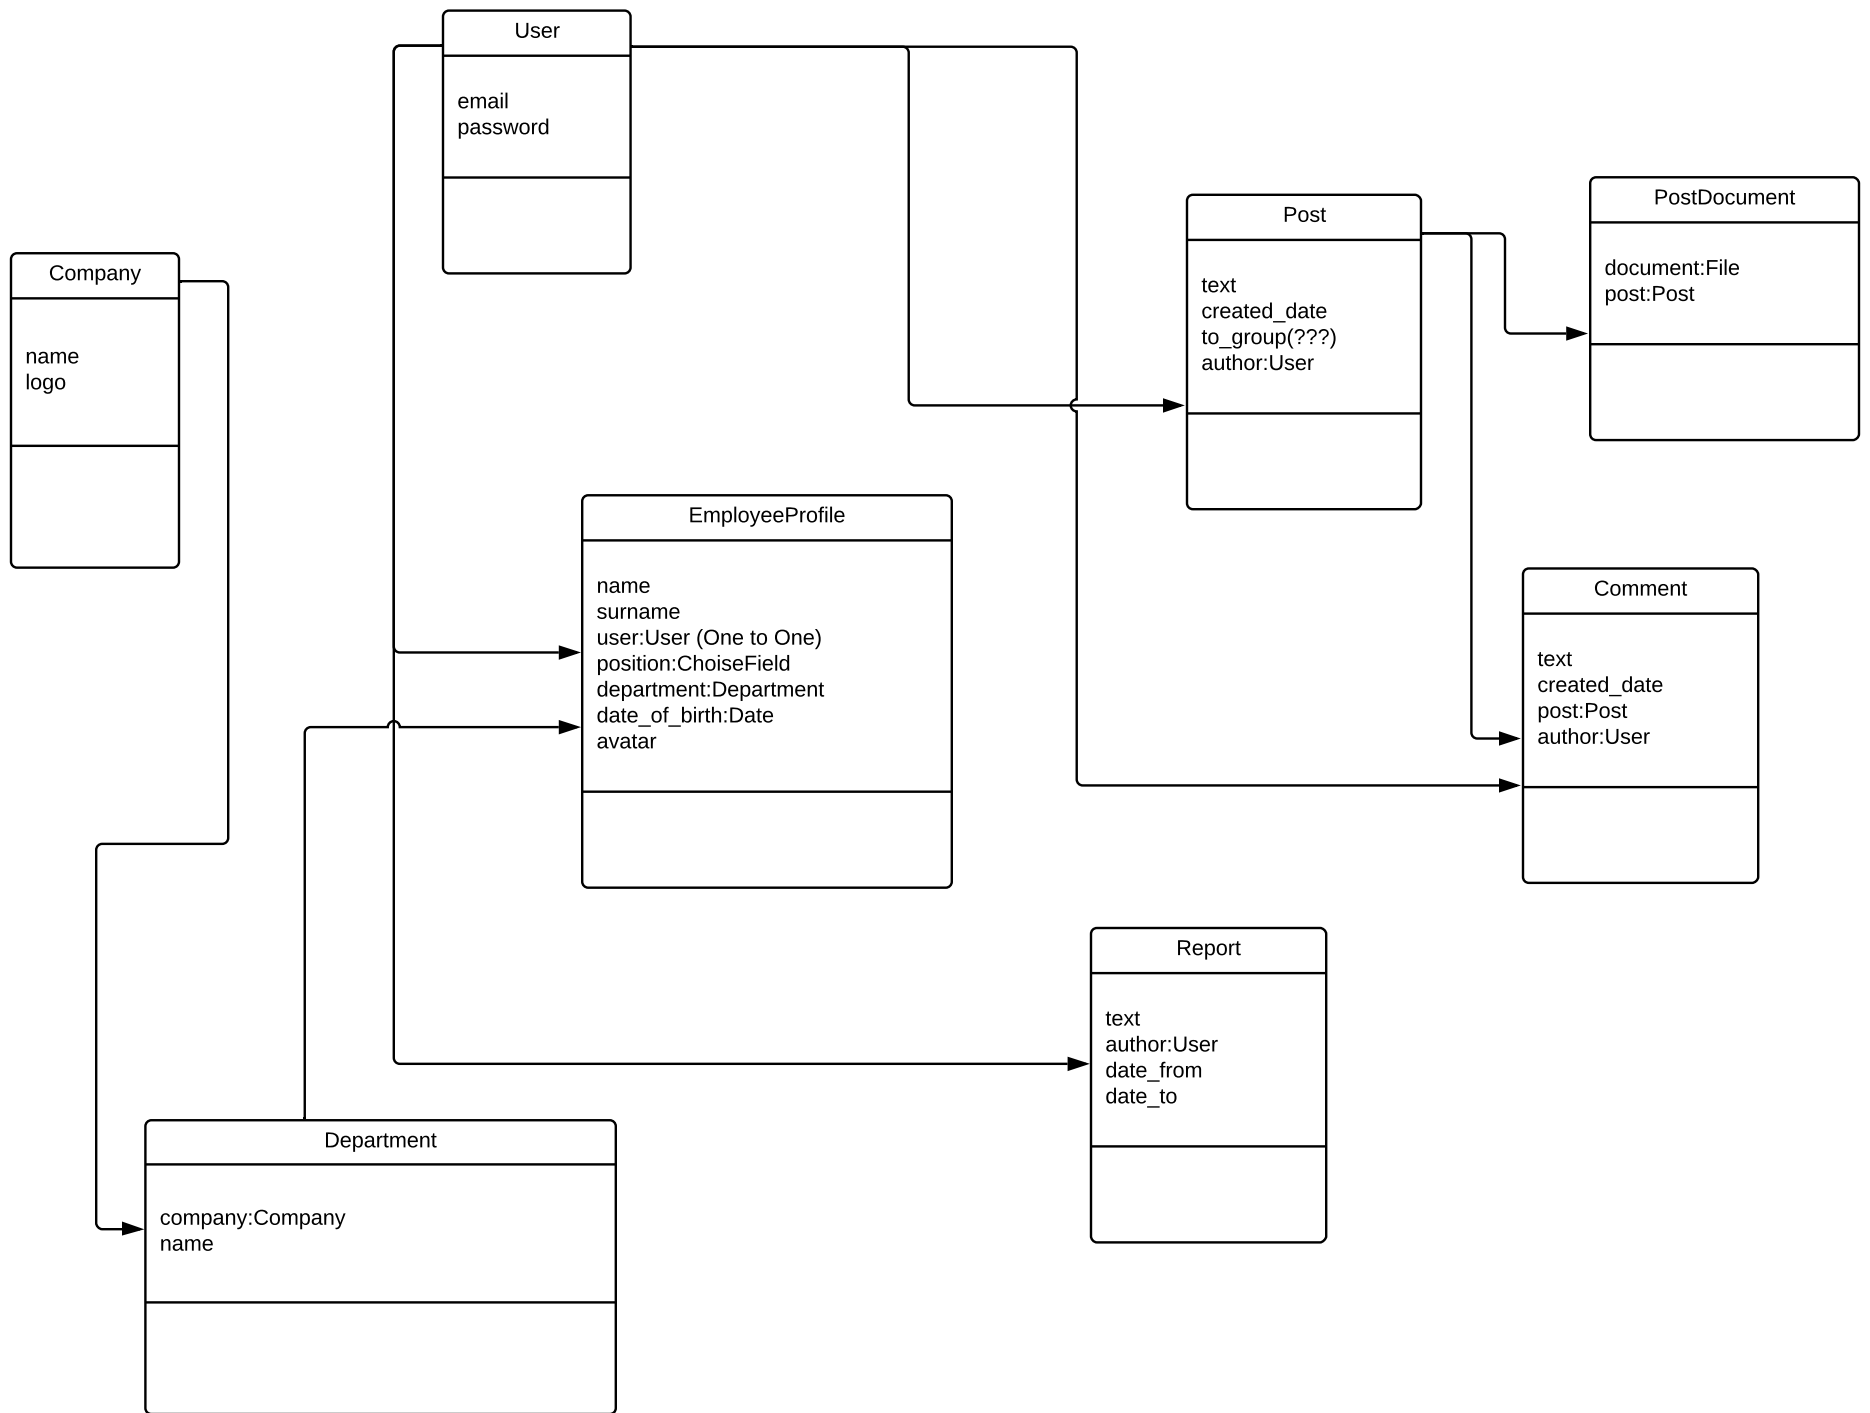 User
email
password
Company
name
logo
Post
text
created_date
to_group(???)
author:User
PostDocument
document:File
post:Post
EmployeeProfile
name
surname
user:User (One to One)
position:ChoiseField
department:Department
date_of_birth:Date
avatar
Comment
text
created_date
post:Post
author:User
Report
text
author:User
date_from
date_to
Department
company:Company
name